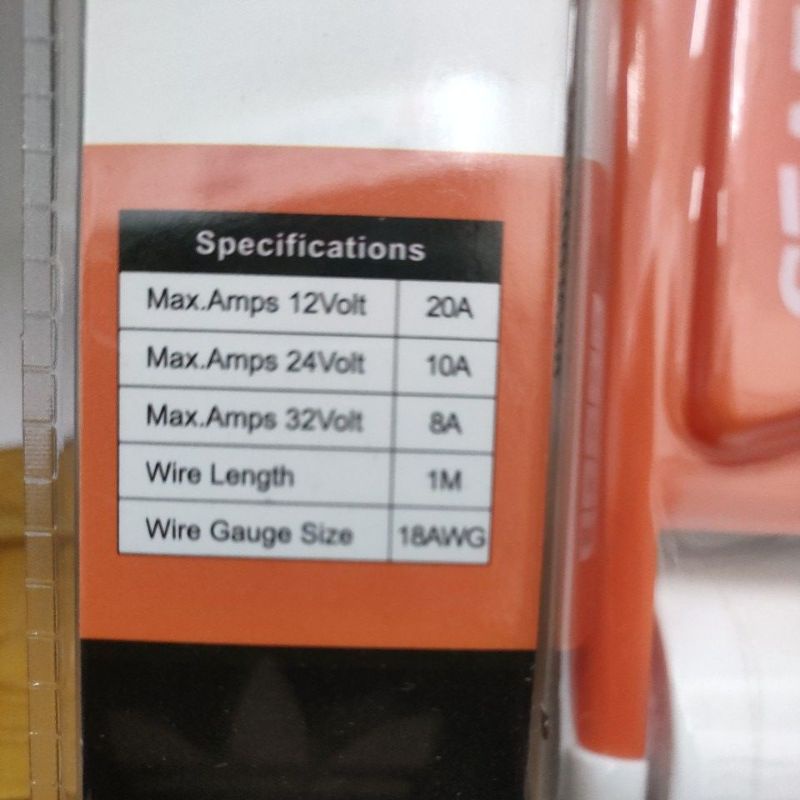 Specifications
Max.Amps 12Volt 20A
Max.Amps 24Volt 10A
Max.Amps 32Volt 8A
Wire Length 1M
Wire Gauge Size 18AWG